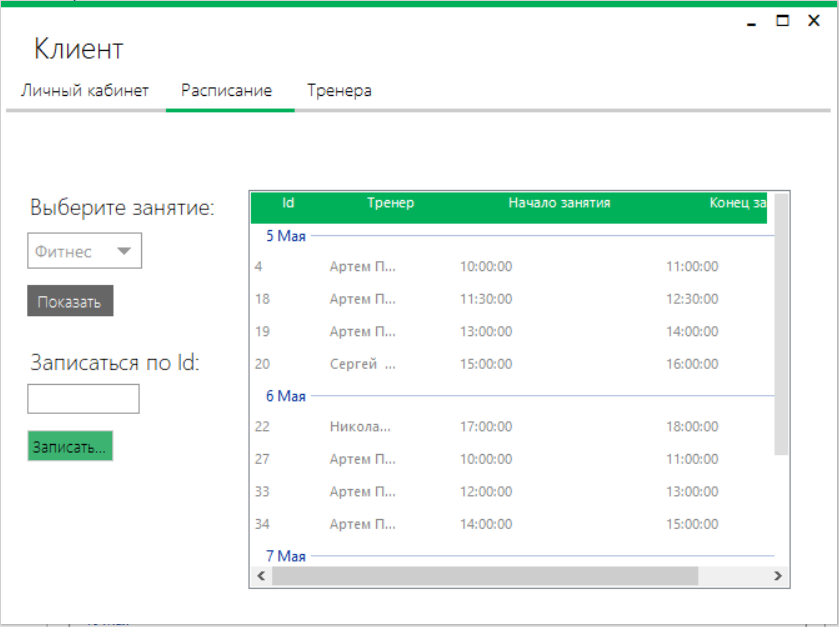 Клиент
Личный кабинет Расписание Тренера
Выберите занятие:
Фитнес
Показать
Записаться по Id:
Записать...
Id Тренер Начало занятия Конец за
5 Мая
4 Артем П... 10:00:00 11:00:00
18 Артем П... 11:30:00 12:30:00
19 Артем П... 13:00:00 14:00:00
20 Сергей ... 15:00:00 16:00:00
6 Мая
22 Никола... 17:00:00 18:00:00
27 Артем П... 10:00:00 11:00:00
33 Артем П... 12:00:00 13:00:00
34 Артем П... 14:00:00 15:00:00
7 Мая